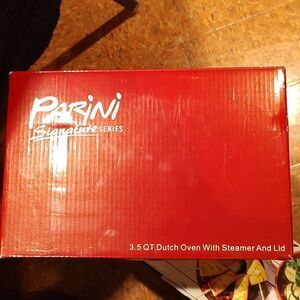 PARINI
Signature SERIES
3.5 QT Dutch Oven With Steamer And Lid